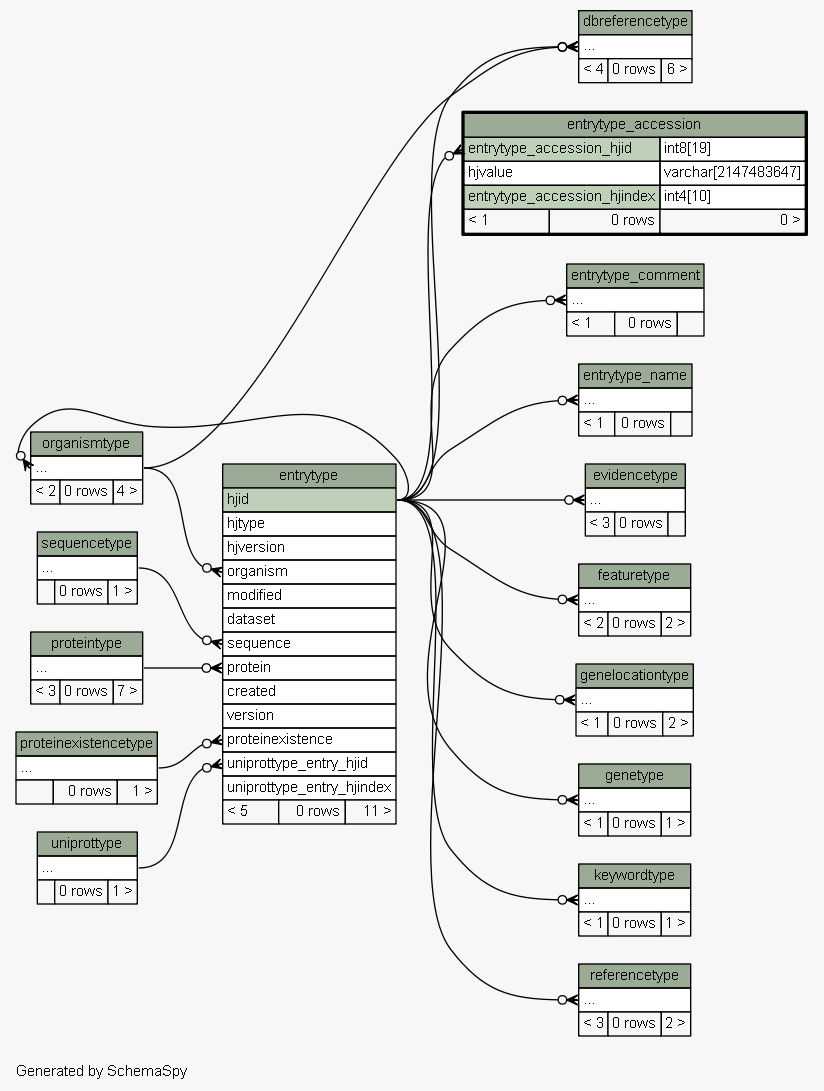 dbreferencetype
...
< 4 0 rows 6 >
entrytype_accession
entrytype_accession_hjid int8[19]
hjvalue varchar[2147483647]
entrytype_accession_hjindex int4[10]
< 1 0 rows 0 >
entrytype_comment
...
< 1 0 rows
entrytype_name
...
< 1 0 rows
organismtype
...
< 2 0 rows 4 >
sequencetype
...
0 rows 1 >
proteintype
...
< 3 0 rows 7 >
proteinexistencetype
...
0 rows 1 >
uniprottype
...
0 rows 1 >
entrytype
hjid
hjtype
hjversion
organism
modified
dataset
sequence
protein
created
version
proteinexistence
uniprottype_entry_hjid
uniprottype_entry_hjindex
< 5 0 rows 11 >
evidencetype
...
< 3 0 rows
featuretype
...
< 2 0 rows 2 >
genelocationtype
...
< 1 0 rows 2 >
genetype
...
< 1 0 rows 1 >
keywordtype
...
< 1 0 rows 1 >
referencetype
...
< 3 0 rows 2 >
Generated by SchemaSpy